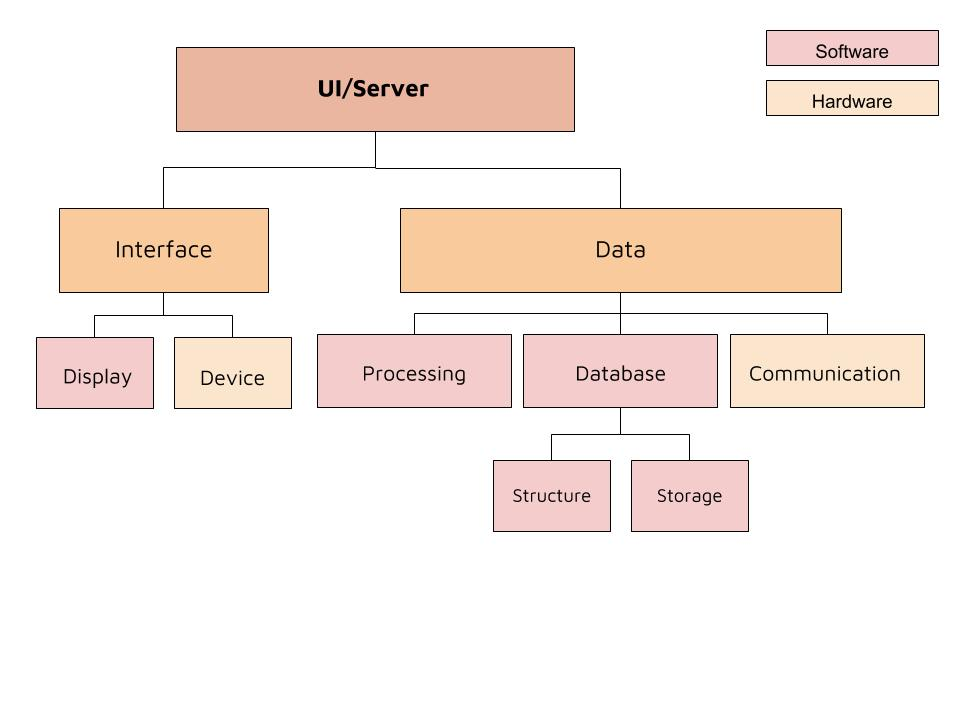 Software
UI/Server
Hardware
Interface
Data
Display
Device
Processing
Database
Communication
Structure
Storage